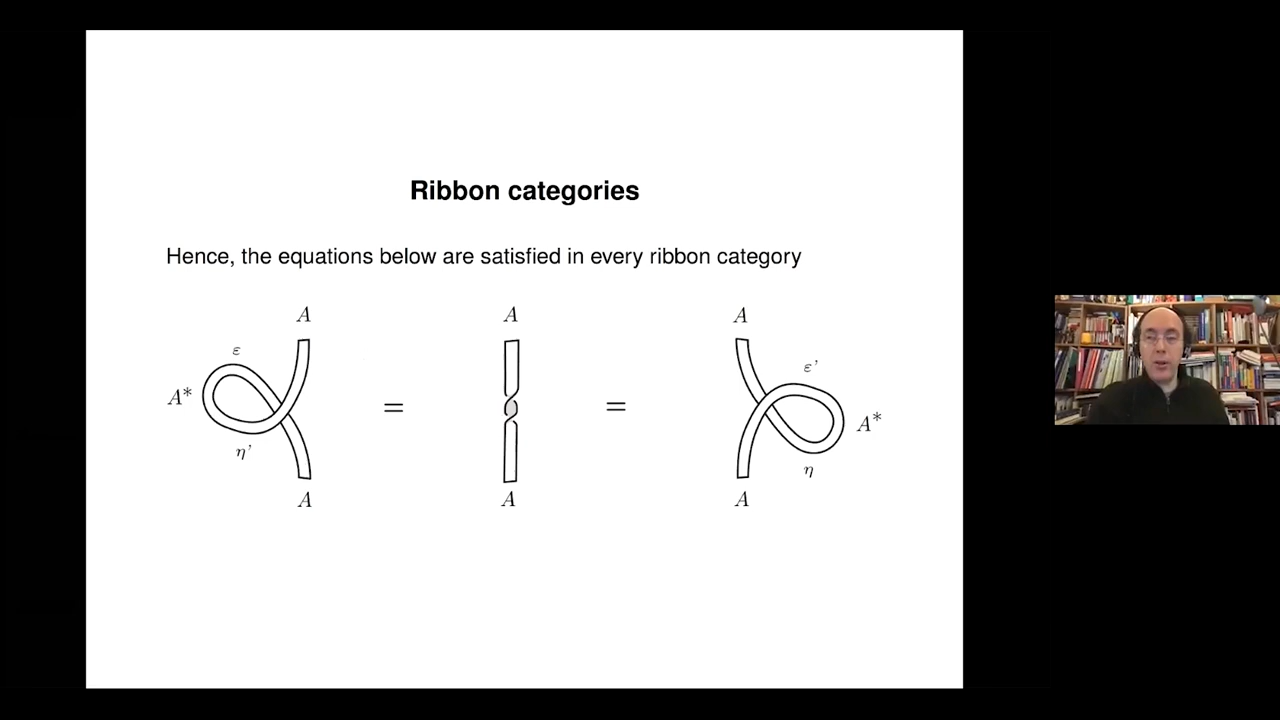 Ribbon categories
Hence, the equations below are satisfied in every ribbon category
A A A
ε ε’
A* = = A*
η’ η
A A A